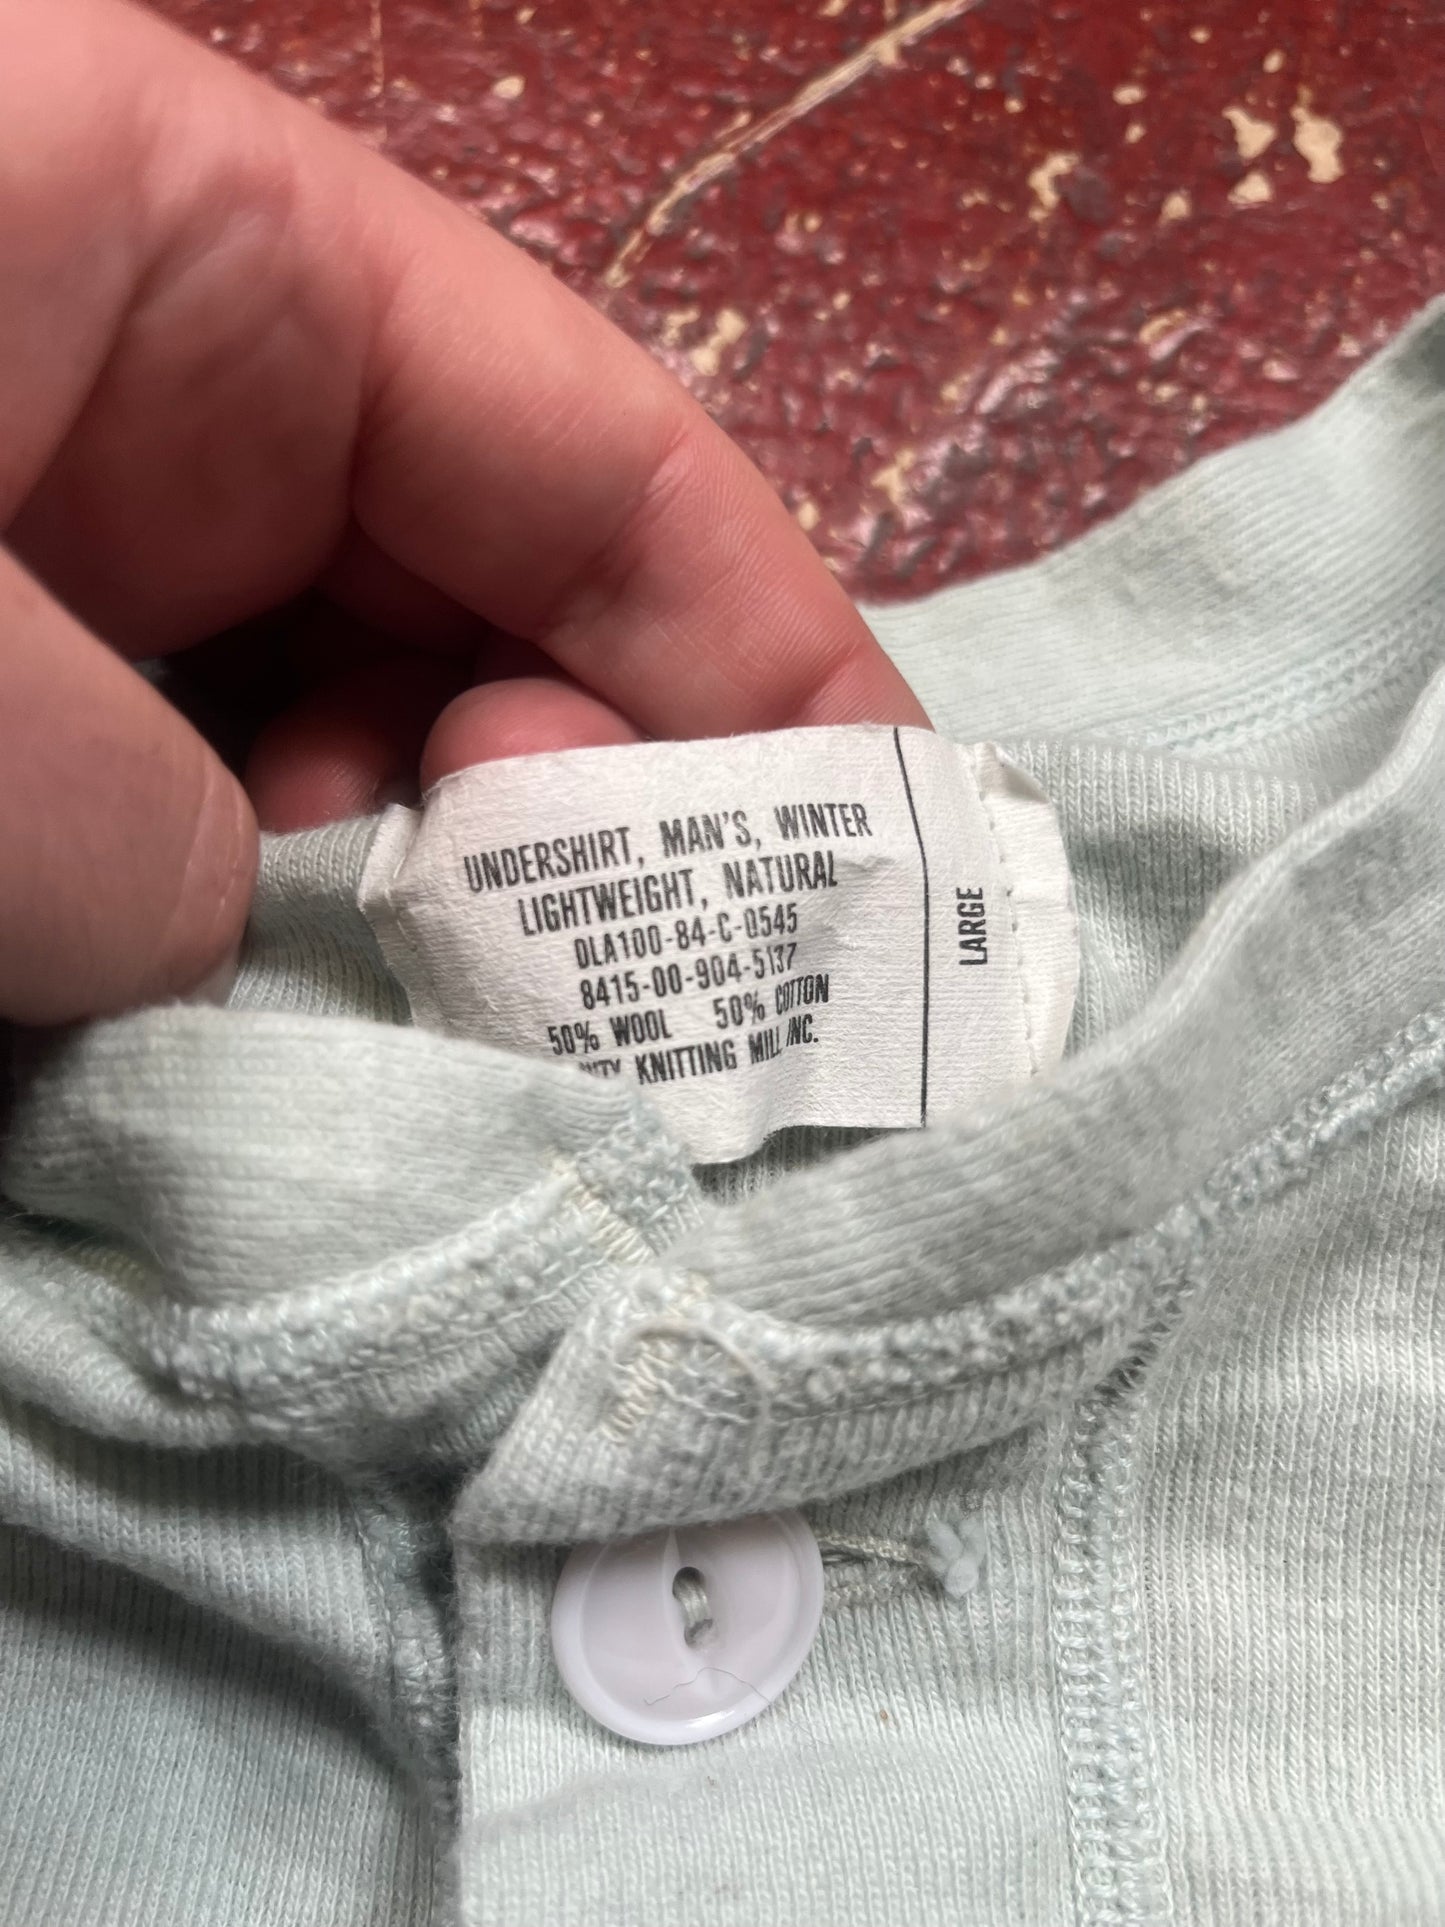 UNDERSHIRT, MAN'S, WINTER
LIGHTWEIGHT, NATURAL
DLA100-84-C-0545
8415-00-904-5137
50% WOOL 50% COTTON
KNITTING MILL INC.
LARGE